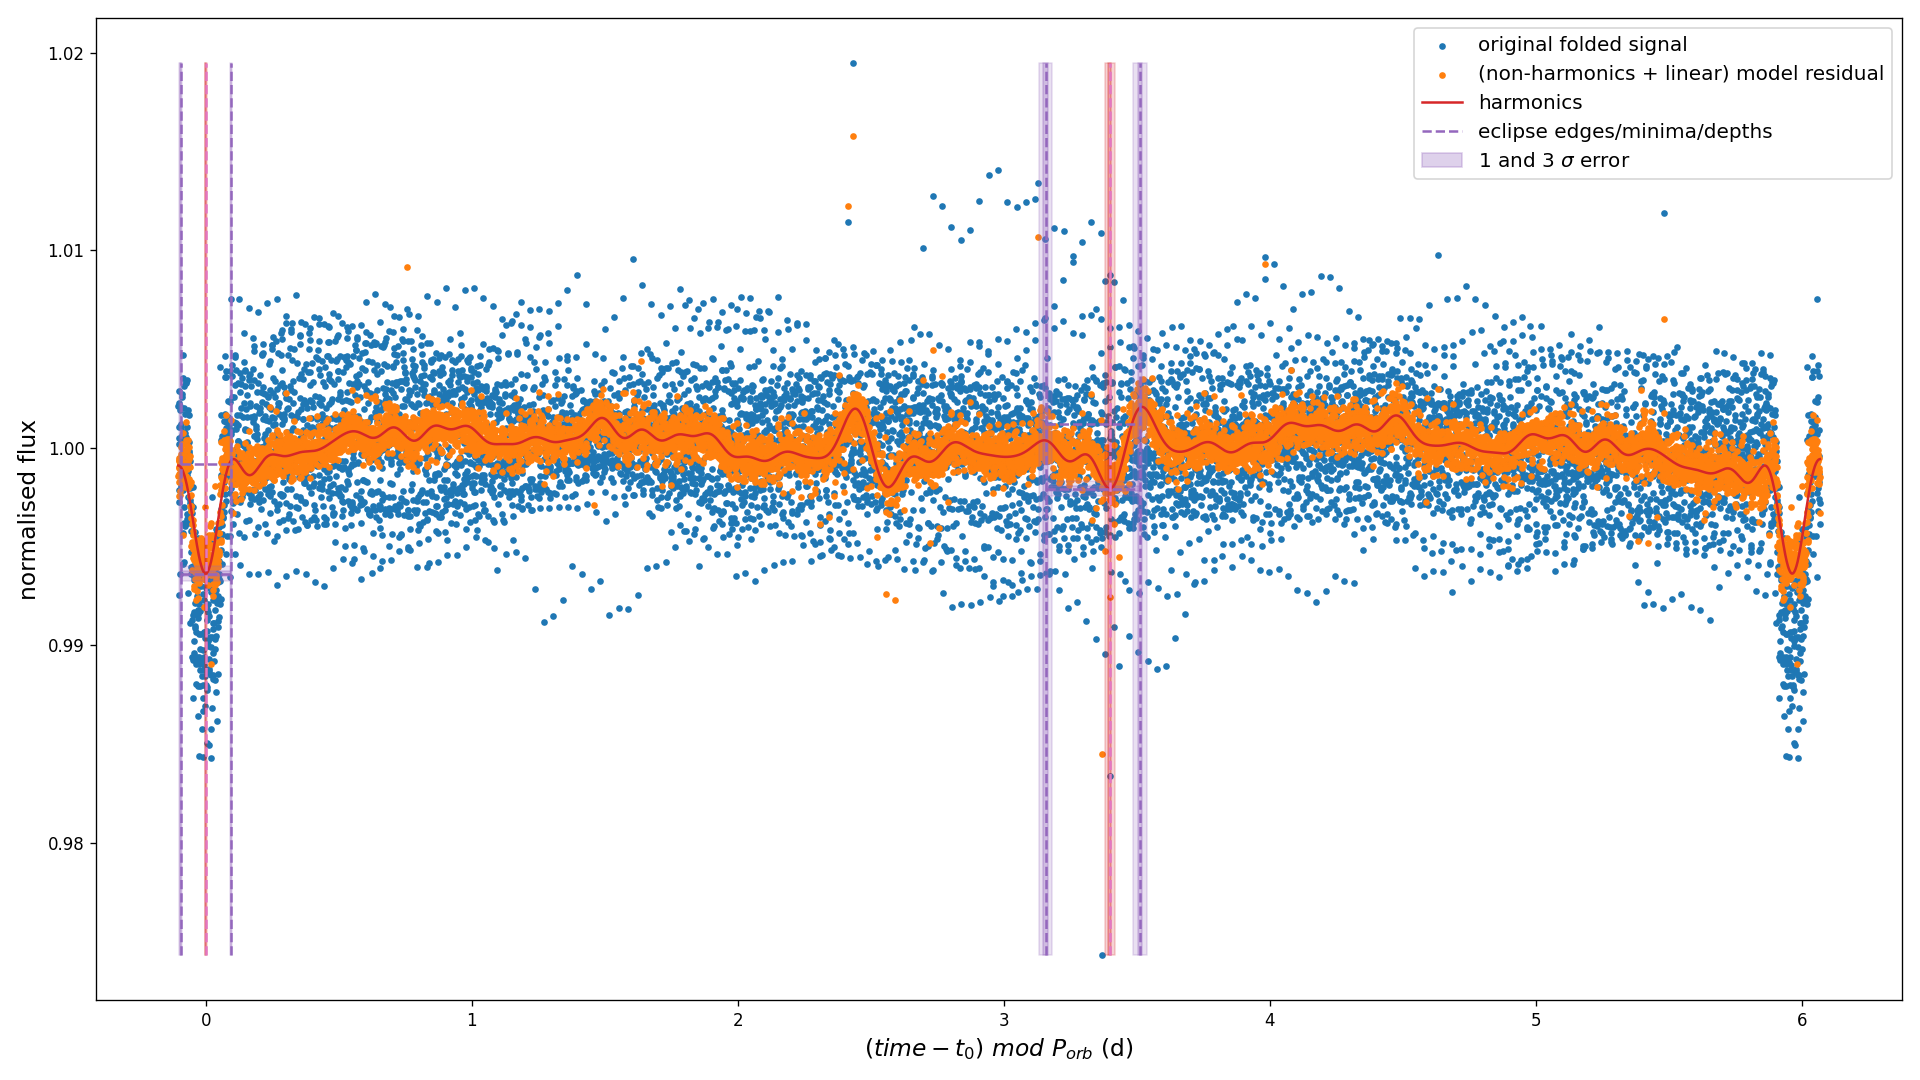 1.02
1.01
1.00
0.99
0.98
normalised flux
0
1
2
3
4
5
6
(time − t₀) mod Pₒᵣb (d)
original folded signal
(non-harmonics + linear) model residual
harmonics
eclipse edges/minima/depths
1 and 3 σ error